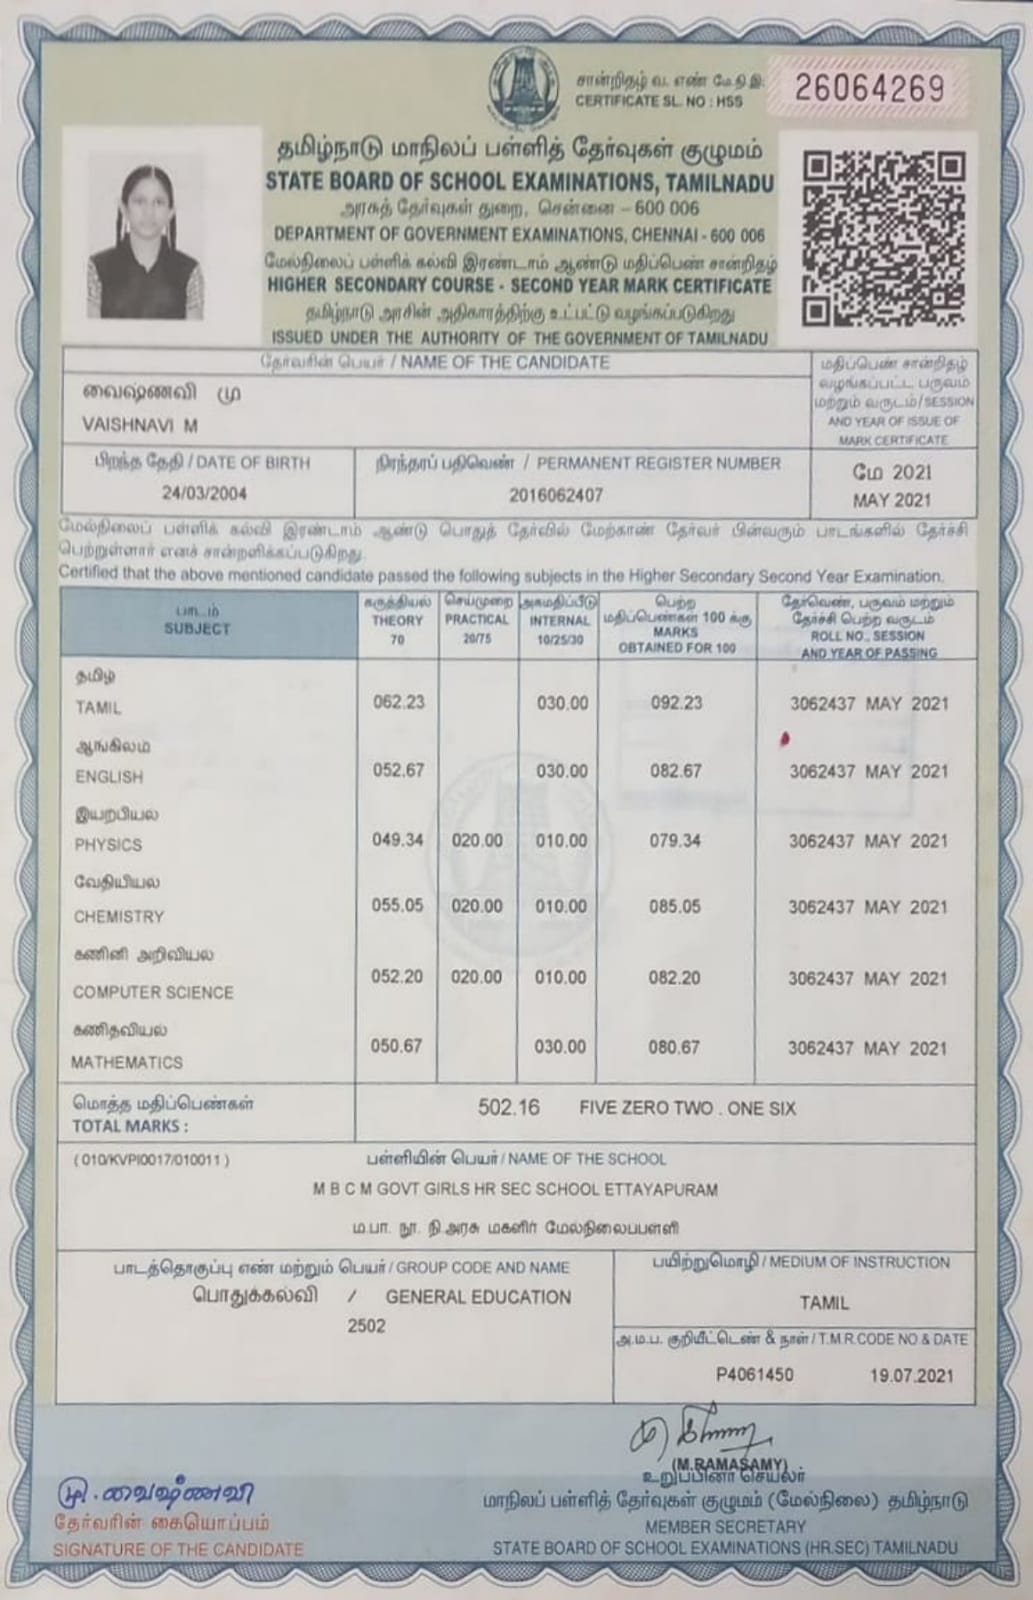 சான்றிதழ் வ. எண் மே.நி.இ:
CERTIFICATE SL. NO : HSS
26064269
தமிழ்நாடு மாநிலப் பள்ளித் தேர்வுகள் குழுமம்
STATE BOARD OF SCHOOL EXAMINATIONS, TAMILNADU
அரசுத் தேர்வுகள் துறை, சென்னை – 600 006
DEPARTMENT OF GOVERNMENT EXAMINATIONS, CHENNAI - 600 006
மேல்நிலைப் பள்ளிக் கல்வி இரண்டாம் ஆண்டு மதிப்பெண் சான்றிதழ்
HIGHER SECONDARY COURSE - SECOND YEAR MARK CERTIFICATE
தமிழ்நாடு அரசின் அதிகாரத்திற்கு உட்பட்டு வழங்கப்படுகிறது
ISSUED UNDER THE AUTHORITY OF THE GOVERNMENT OF TAMILNADU
தேர்வரின் பெயர் / NAME OF THE CANDIDATE
வைஷ்ணவி மு
VAISHNAVI M
மதிப்பெண் சான்றிதழ்
வழங்கப்பட்ட பருவம்
மற்றும் வருடம் / SESSION
AND YEAR OF ISSUE OF
MARK CERTIFICATE
பிறந்த தேதி / DATE OF BIRTH
24/03/2004
நிரந்தரப் பதிவெண் / PERMANENT REGISTER NUMBER
2016062407
மே 2021
MAY 2021
மேல்நிலைப் பள்ளிக் கல்வி இரண்டாம் ஆண்டு பொதுத் தேர்வில் மேற்காண் தேர்வர் பின்வரும் பாடங்களில் தேர்ச்சி
பெற்றுள்ளார் எனச் சான்றளிக்கப்படுகிறது.
Certified that the above mentioned candidate passed the following subjects in the Higher Secondary Second Year Examination.
பாடம்
SUBJECT
கருத்தியல்
THEORY
70
செய்முறை
PRACTICAL
20/75
அகமதிப்பீடு
INTERNAL
10/25/30
பெற்ற
மதிப்பெண்கள் 100 க்கு
MARKS
OBTAINED FOR 100
தேர்வெண், பருவம் மற்றும்
தேர்ச்சி பெற்ற வருடம்
ROLL NO., SESSION
AND YEAR OF PASSING
தமிழ்
TAMIL 062.23 030.00 092.23 3062437 MAY 2021
ஆங்கிலம்
ENGLISH 052.67 030.00 082.67 3062437 MAY 2021
இயற்பியல்
PHYSICS 049.34 020.00 010.00 079.34 3062437 MAY 2021
வேதியியல்
CHEMISTRY 055.05 020.00 010.00 085.05 3062437 MAY 2021
கணினி அறிவியல்
COMPUTER SCIENCE 052.20 020.00 010.00 082.20 3062437 MAY 2021
கணிதவியல்
MATHEMATICS 050.67 030.00 080.67 3062437 MAY 2021
மொத்த மதிப்பெண்கள்
TOTAL MARKS :
502.16 FIVE ZERO TWO . ONE SIX
( 010/KVPI0017/010011 )
பள்ளியின் பெயர் / NAME OF THE SCHOOL
M B C M GOVT GIRLS HR SEC SCHOOL ETTAYAPURAM
ம.பா. நூ. நி.அரசு மகளிர் மேல்நிலைபபள்ளி
பாடத்தொகுப்பு எண் மற்றும் பெயர் / GROUP CODE AND NAME
பொதுக்கல்வி / GENERAL EDUCATION
2502
பயிற்றுமொழி / MEDIUM OF INSTRUCTION
TAMIL
அ.ம.ப. குறியீட்டெண் & நாள் / T.M.R.CODE NO & DATE
P4061450 19.07.2021
(M.RAMASAMY)
உறுப்பினர் செயலர்
மாநிலப் பள்ளித் தேர்வுகள் குழுமம் (மேல்நிலை) தமிழ்நாடு
MEMBER SECRETARY
STATE BOARD OF SCHOOL EXAMINATIONS (HR.SEC) TAMILNADU
மு. வைஷ்ணவி
தேர்வரின் கையொப்பம்
SIGNATURE OF THE CANDIDATE